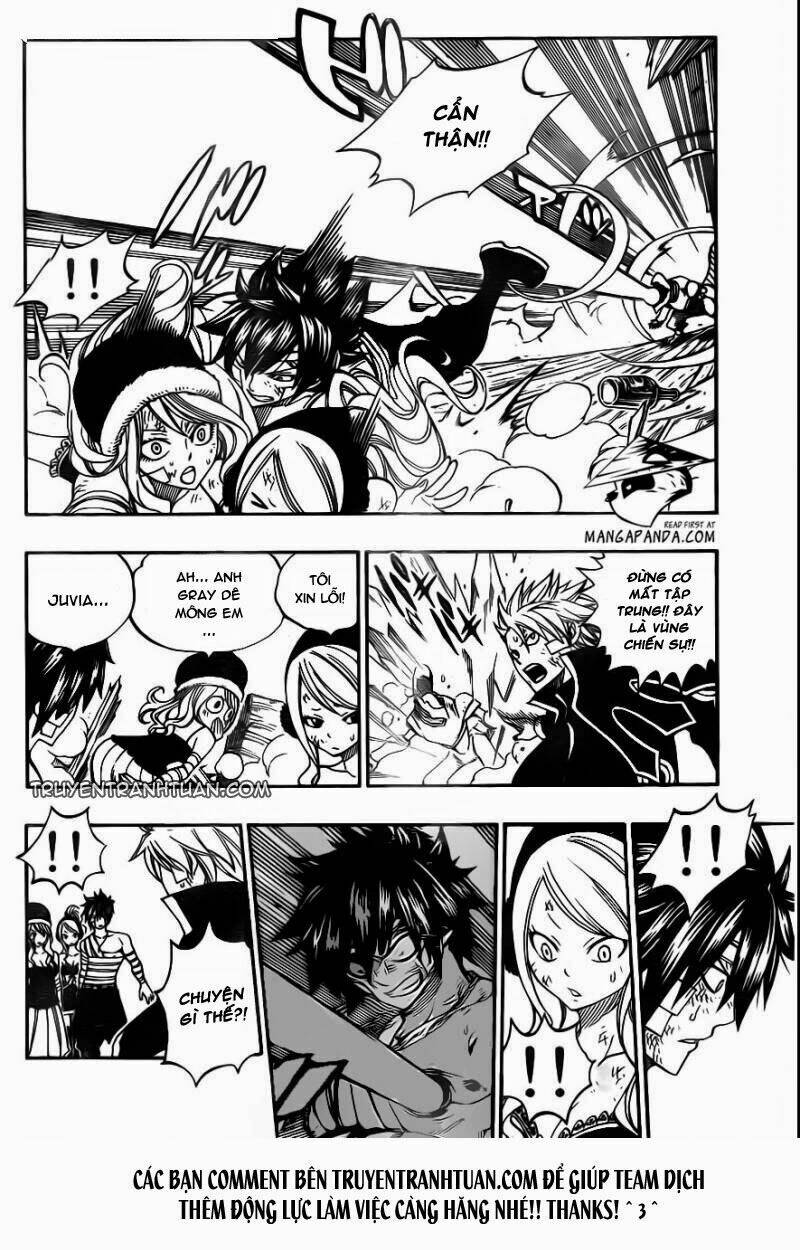 CẨN
THẬN!!
!!
READ FIRST AT
MANGAPANDA.COM
ĐỪNG CÓ
MẤT TẬP
TRUNG!! ĐÂY
LÀ VÙNG
CHIẾN SỰ!!
TÔI
XIN LỖI!
AH... ANH
GRAY DÊ
MÔNG EM
...
JUVIA...
TRUYENTRANHTUAN.COM
!!
!!
!!
CHUYỆN
GÌ THẾ?!
CÁC BẠN COMMENT BÊN TRUYENTRANHTUAN.COM ĐỂ GIÚP TEAM DỊCH
THÊM ĐỘNG LỰC LÀM VIỆC CÀNG HĂNG NHÉ!! THANKS! ^3^